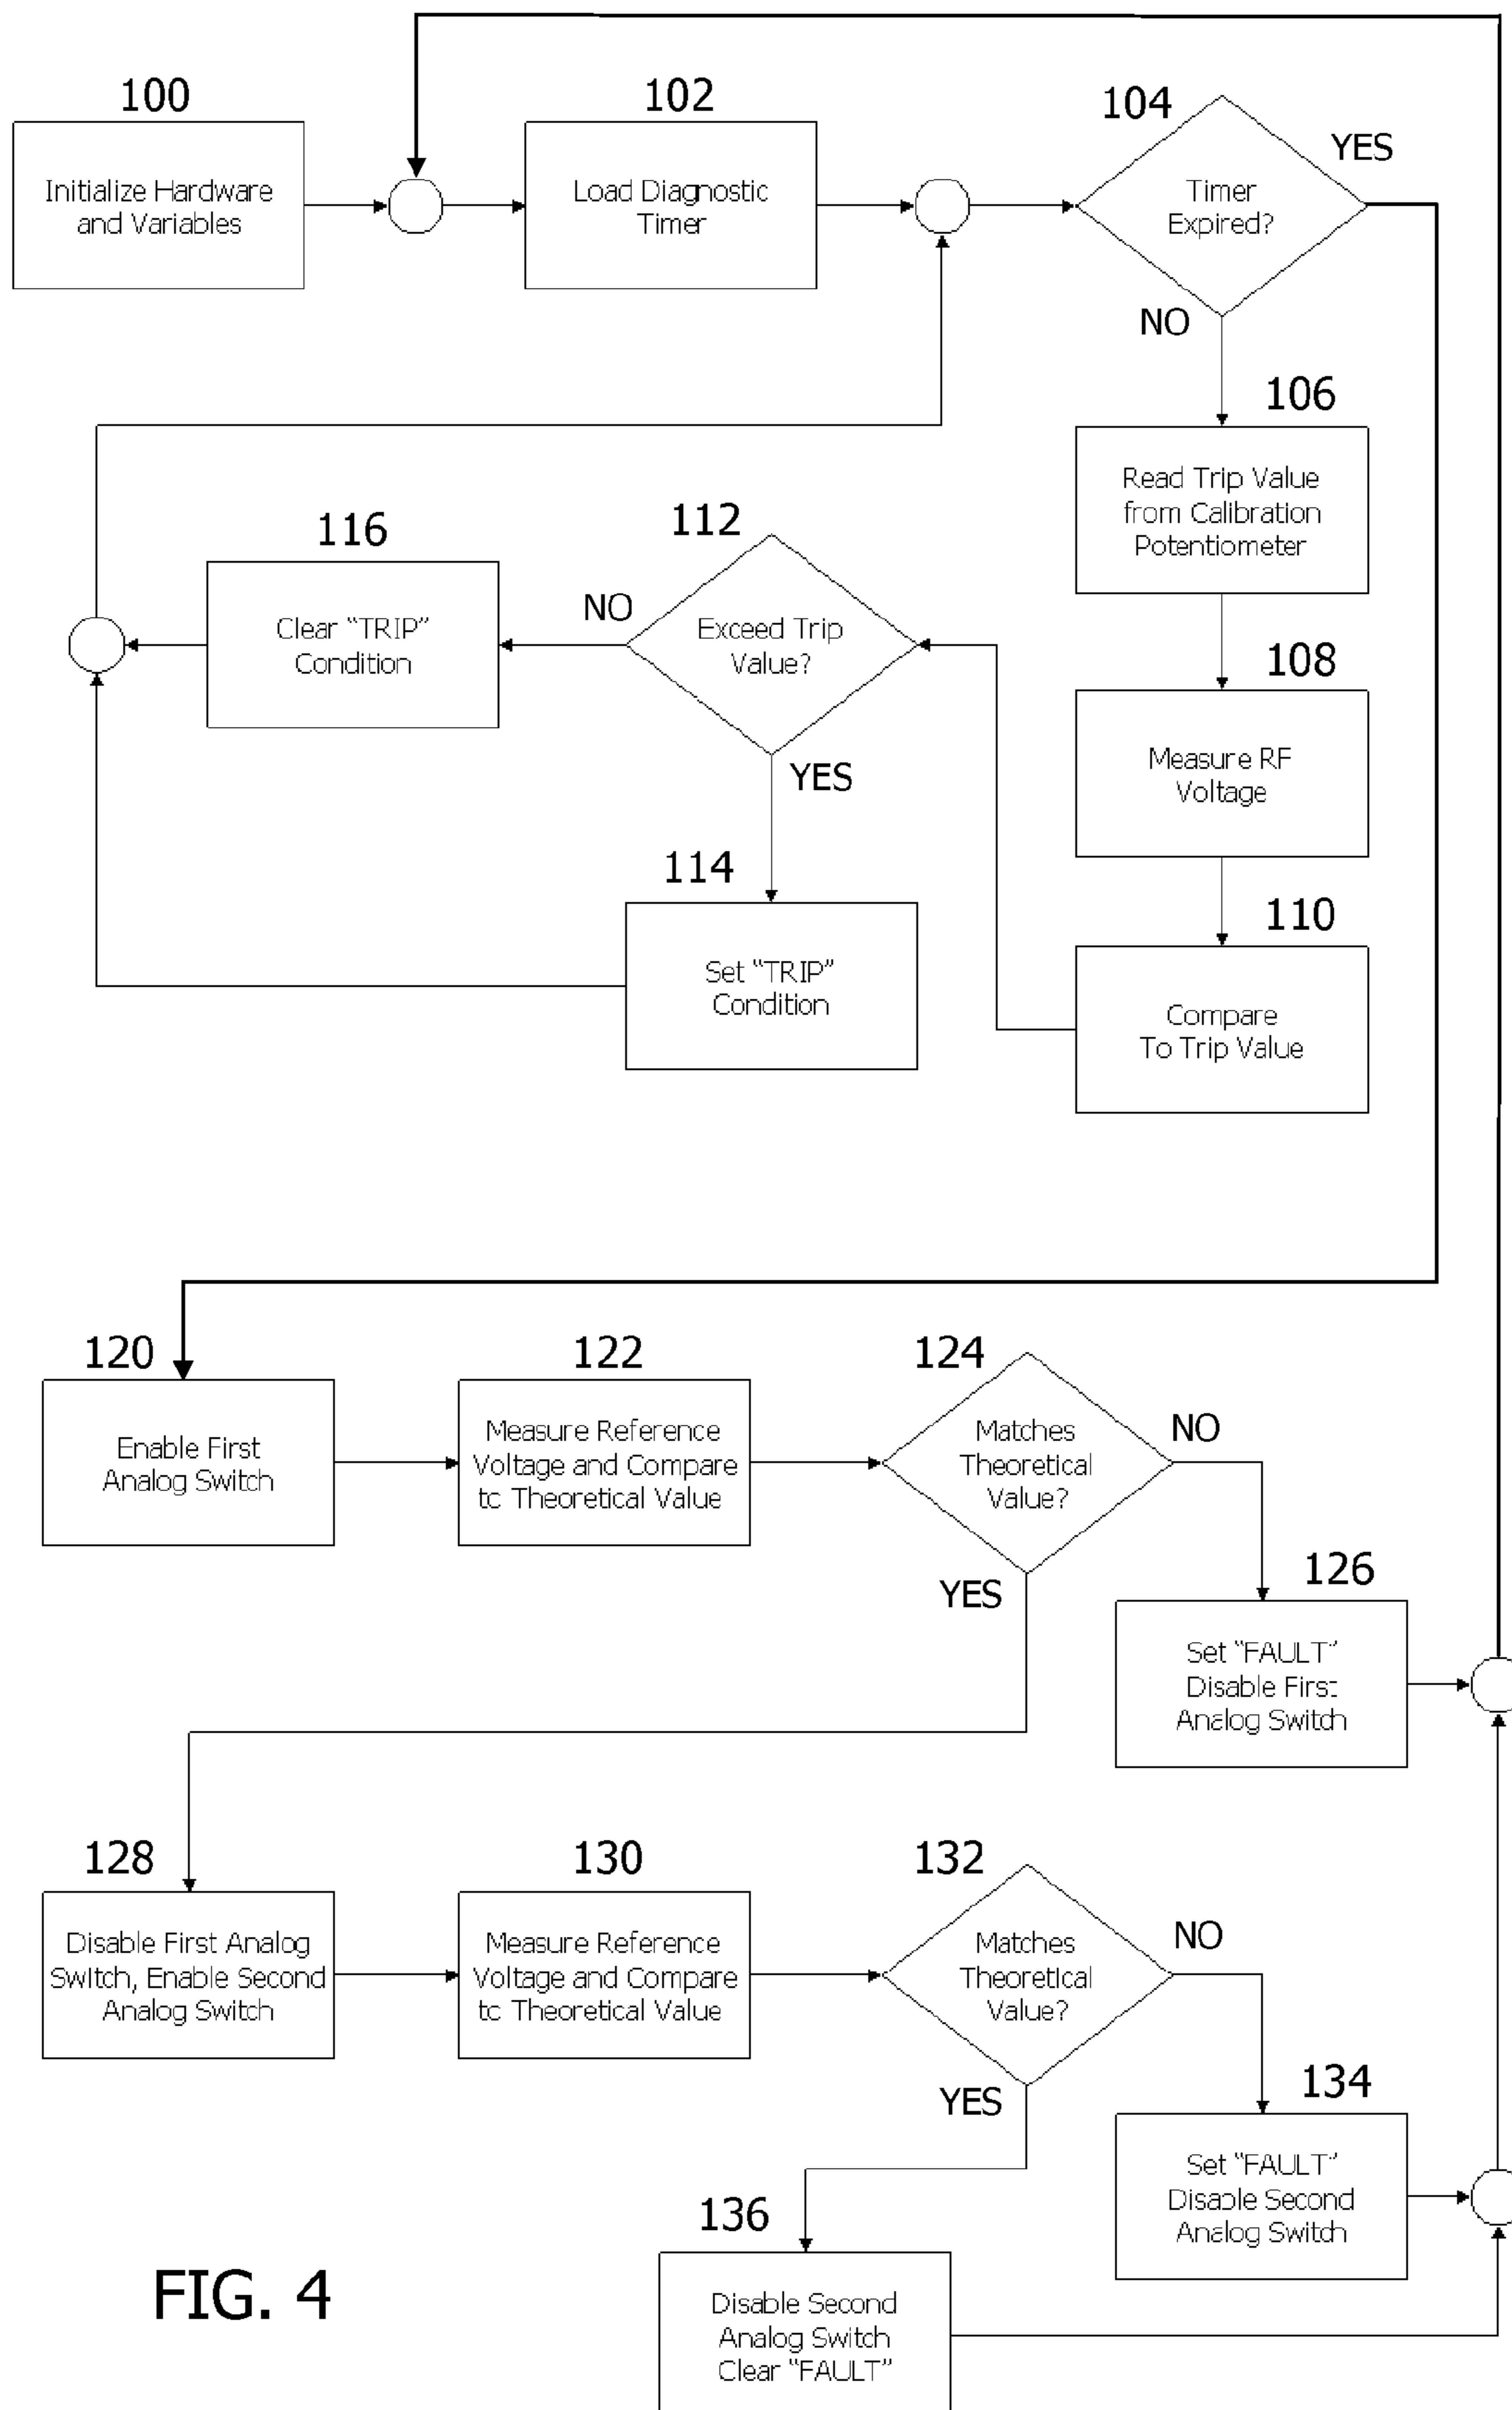 100
Initialize Hardware
and Variables
102
Load Diagnostic
Timer
104
Timer
Expired?
YES
NO
106
Read Trip Value
from Calibration
Potentiometer
116
Clear “TRIP”
Condition
112
Exceed Trip
Value?
NO
YES
108
Measure RF
Voltage
114
Set “TRIP”
Condition
110
Compare
To Trip Value
120
Enable First
Analog Switch
122
Measure Reference
Voltage and Compare
to Theoretical Value
124
Matches
Theoretical
Value?
NO
YES
126
Set “FAULT”
Disable First
Analog Switch
128
Disable First Analog
Switch, Enable Second
Analog Switch
130
Measure Reference
Voltage and Compare
to Theoretical Value
132
Matches
Theoretical
Value?
NO
YES
134
Set “FAULT”
Disable Second
Analog Switch
136
Disable Second
Analog Switch
Clear “FAULT”
FIG. 4